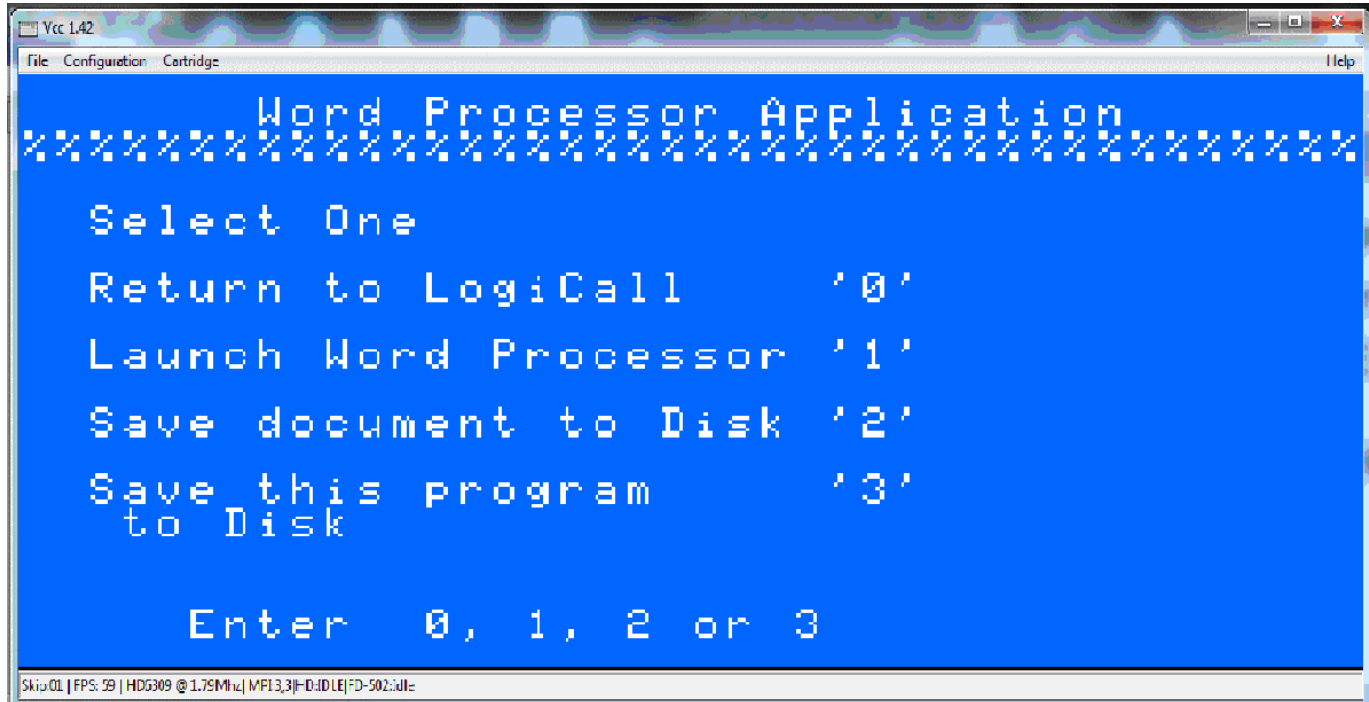 Vcc 1.42
File Configuration Cartridge Help
Word Processor Application
%%%%%%%%%%%%%%%%%%%%%%%%%%%%%%%%%%%%%%%%
Select One
Return to LogiCall '0'
Launch Word Processor '1'
Save document to Disk '2'
Save this program '3'
to Disk
Enter 0, 1, 2 or 3
Skip:01 | FPS: 59 | HD6309 @ 1.79Mhz| MPI:3,3|HD:IDLE|FD-502:Idle